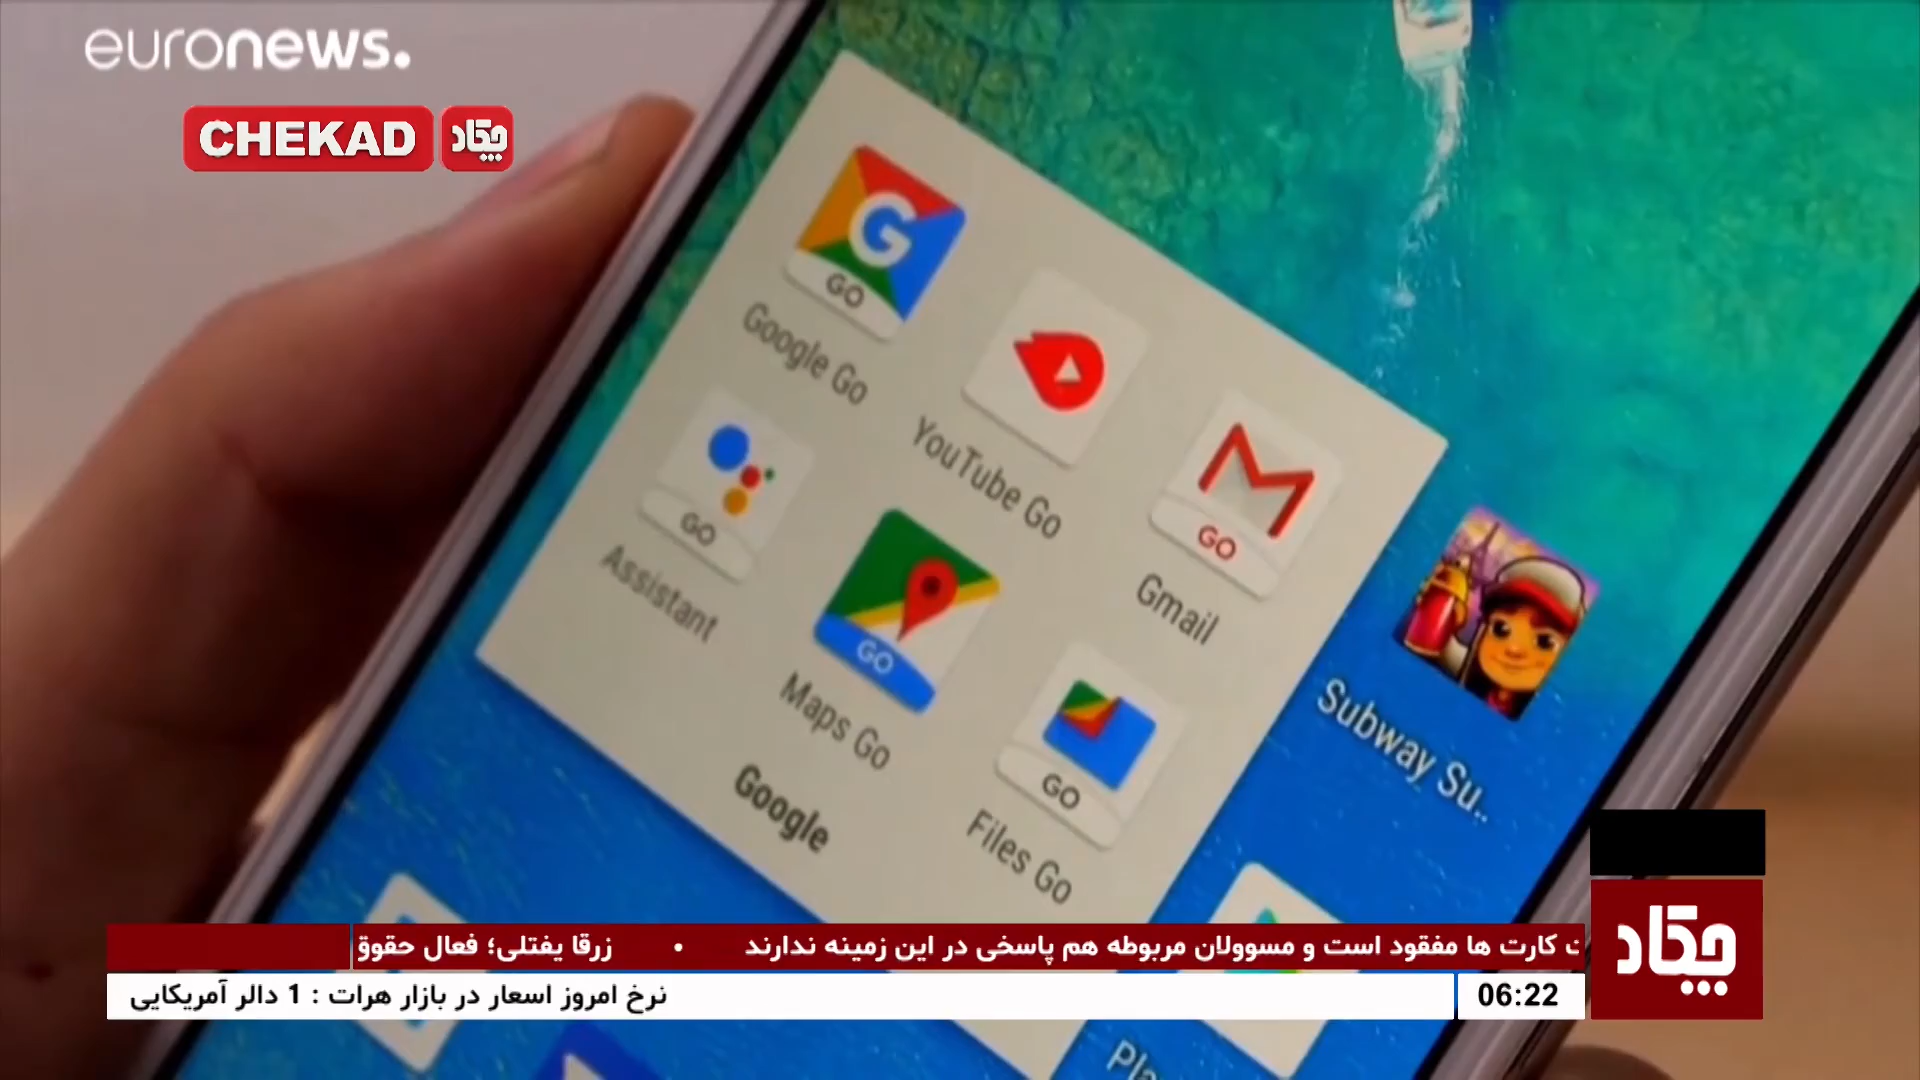 euronews.
CHEKAD چکاد
GO
Google Go
YouTube Go
GO
Gmail
GO
Assistant
GO
Maps Go
GO
Files Go
Google
Subway Su..
چکاد
ت کارت ها مفقود است و مسوولان مربوطه هم پاسخی در این زمینه ندارند • زرقا یفتلی؛ فعال حقوق
06:22
نرخ امروز اسعار در بازار هرات : 1 دالر آمریکایی